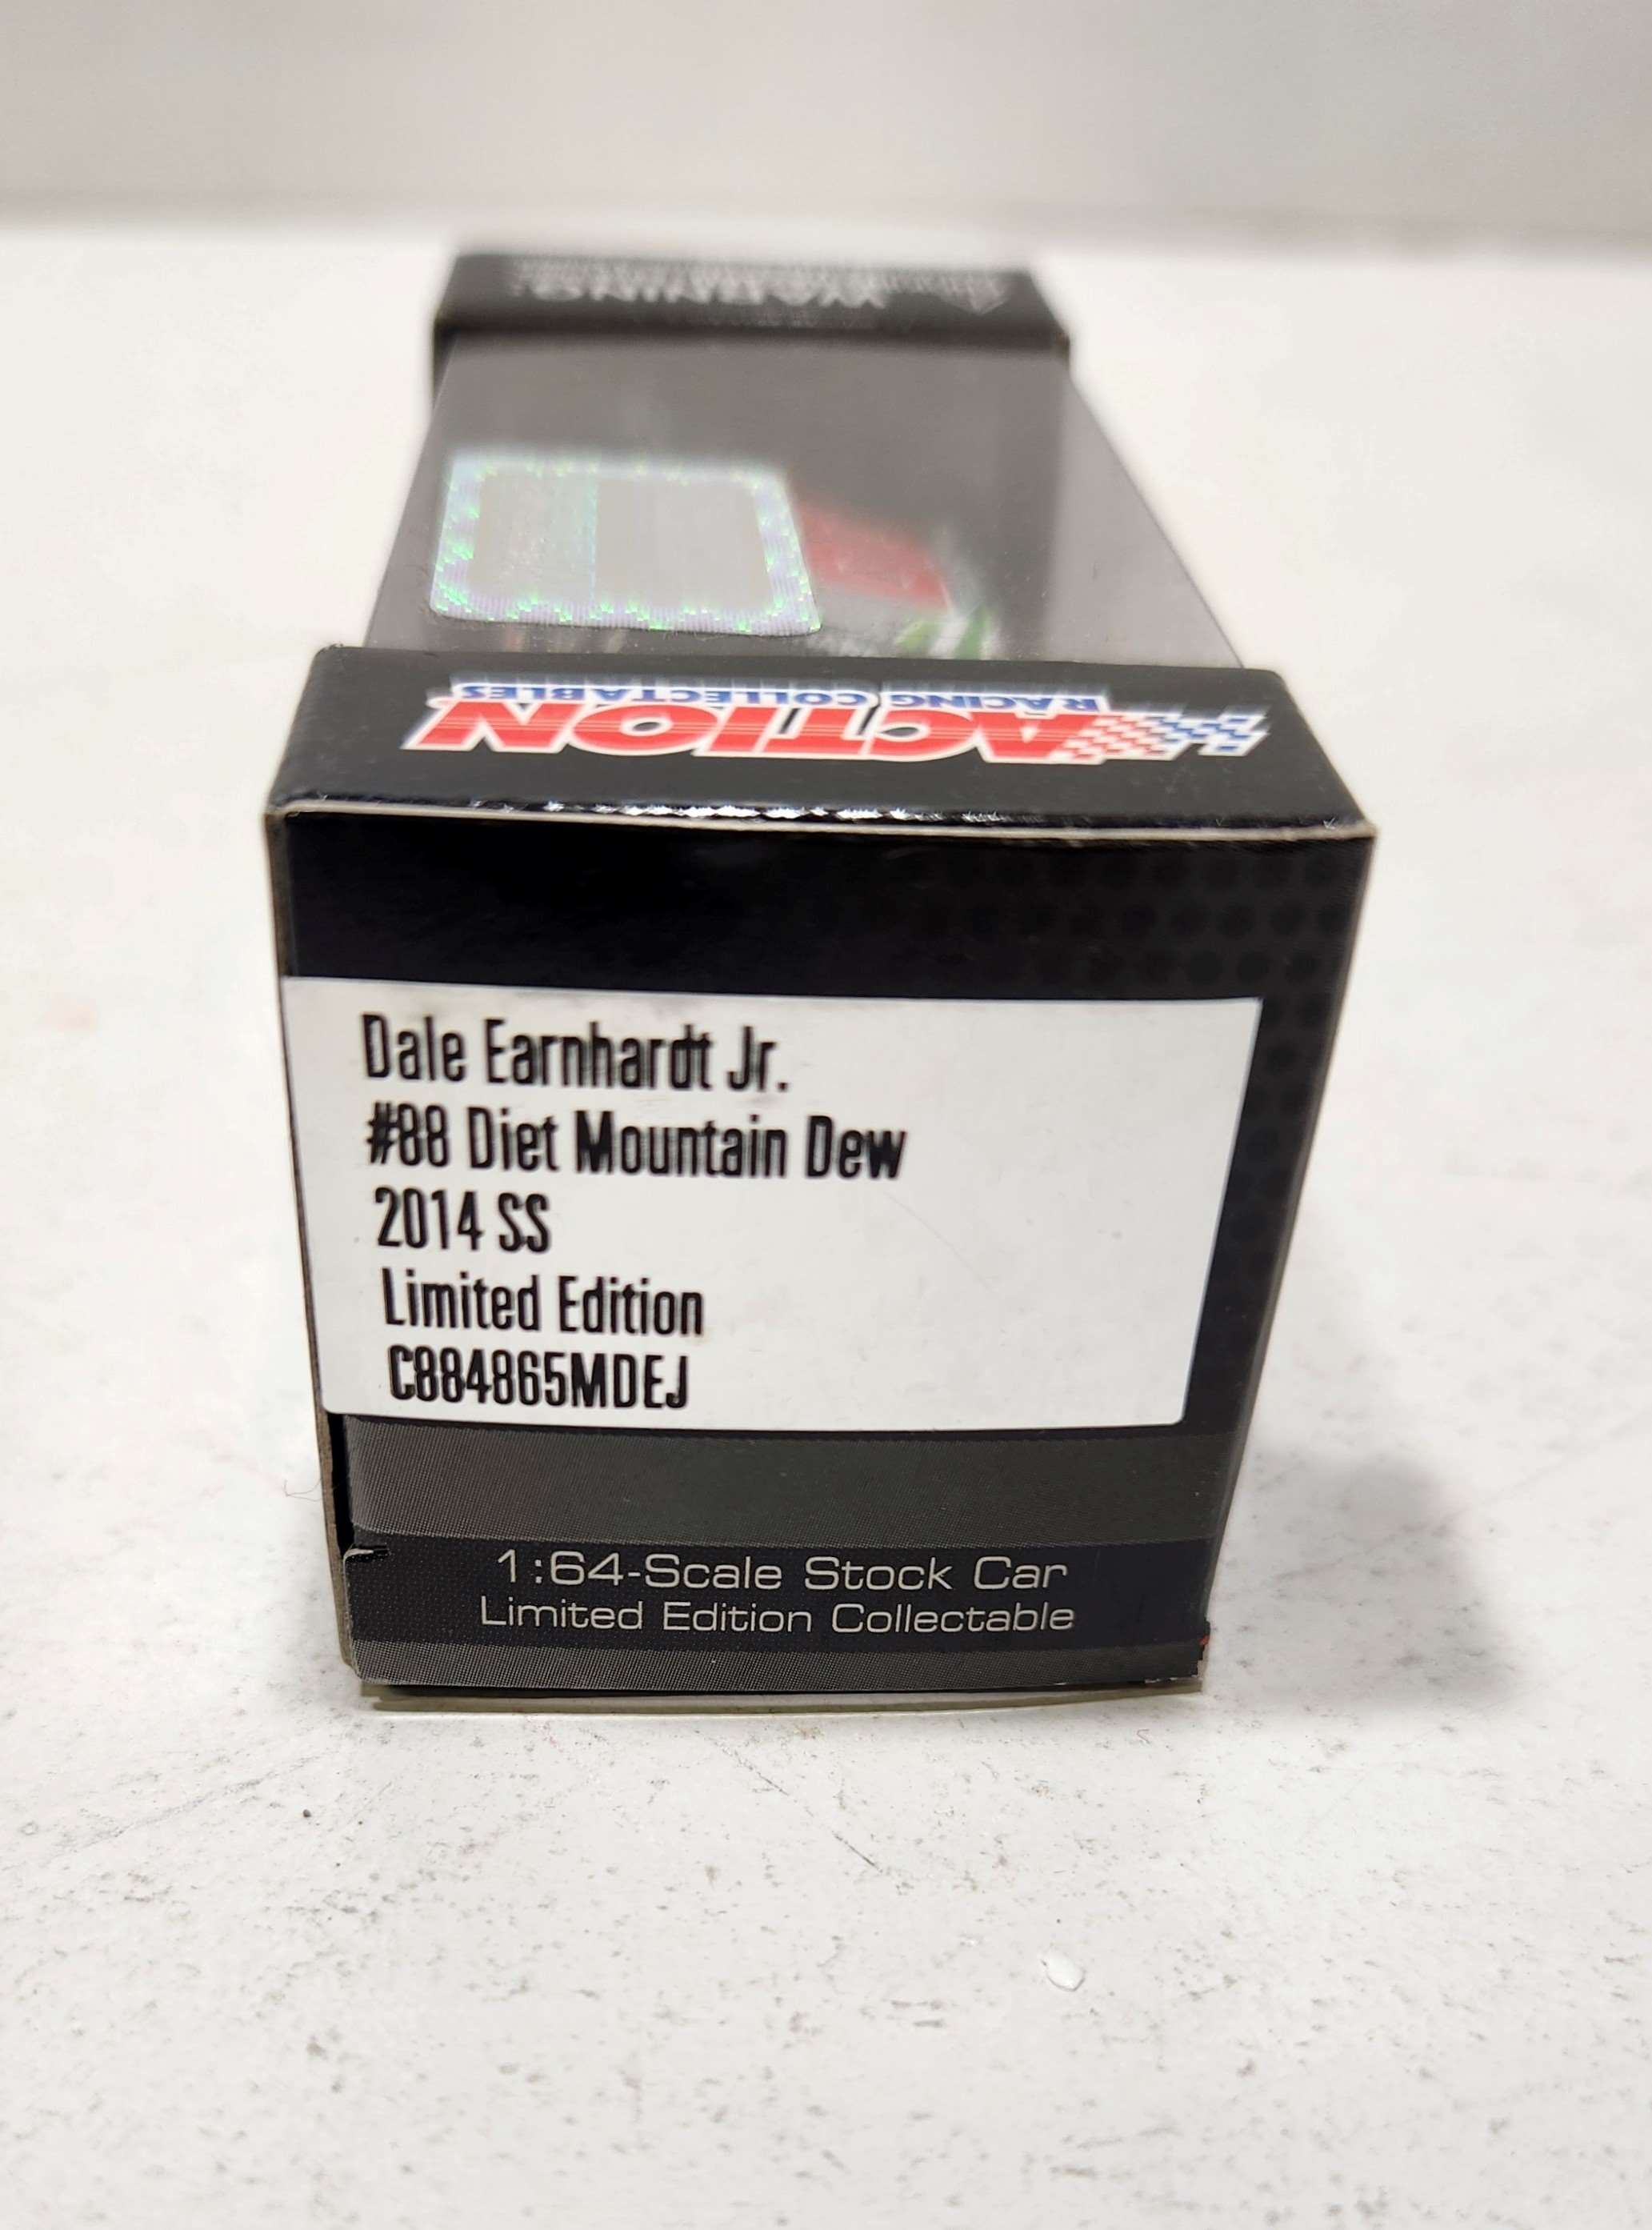 WARNING:
ACTION
RACING COLLECTABLES
Dale Earnhardt Jr.
#88 Diet Mountain Dew
2014 SS
Limited Edition
C884865MDEJ
1:64-Scale Stock Car
Limited Edition Collectable